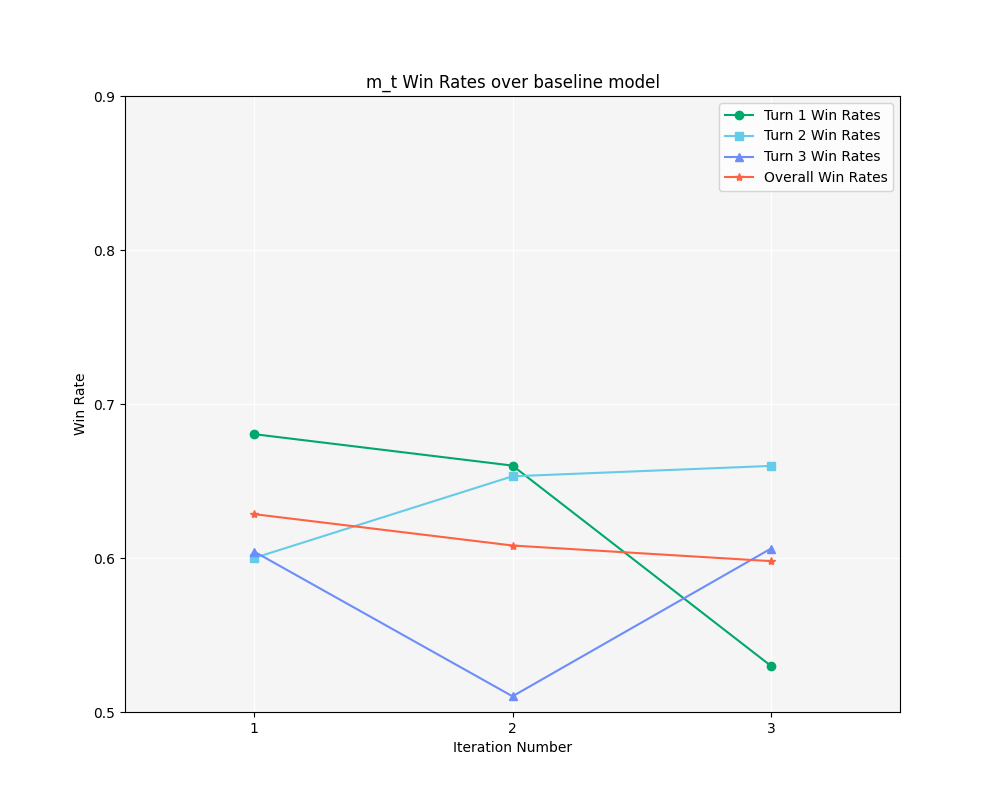 m_t Win Rates over baseline model
0.9
0.8
0.7
0.6
0.5
Win Rate
Turn 1 Win Rates
Turn 2 Win Rates
Turn 3 Win Rates
Overall Win Rates
1 2 3
Iteration Number